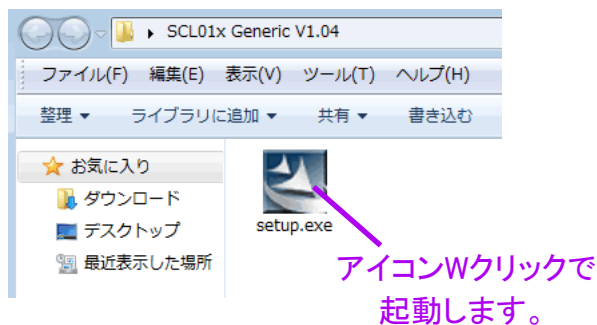 SCL01x Generic V1.04
ファイル(F) 編集(E) 表示(V) ツール(T) ヘルプ(H)
整理 ライブラリに追加 共有 書き込む
お気に入り
ダウンロード
デスクトップ
最近表示した場所
setup.exe
アイコンWクリックで
起動します。